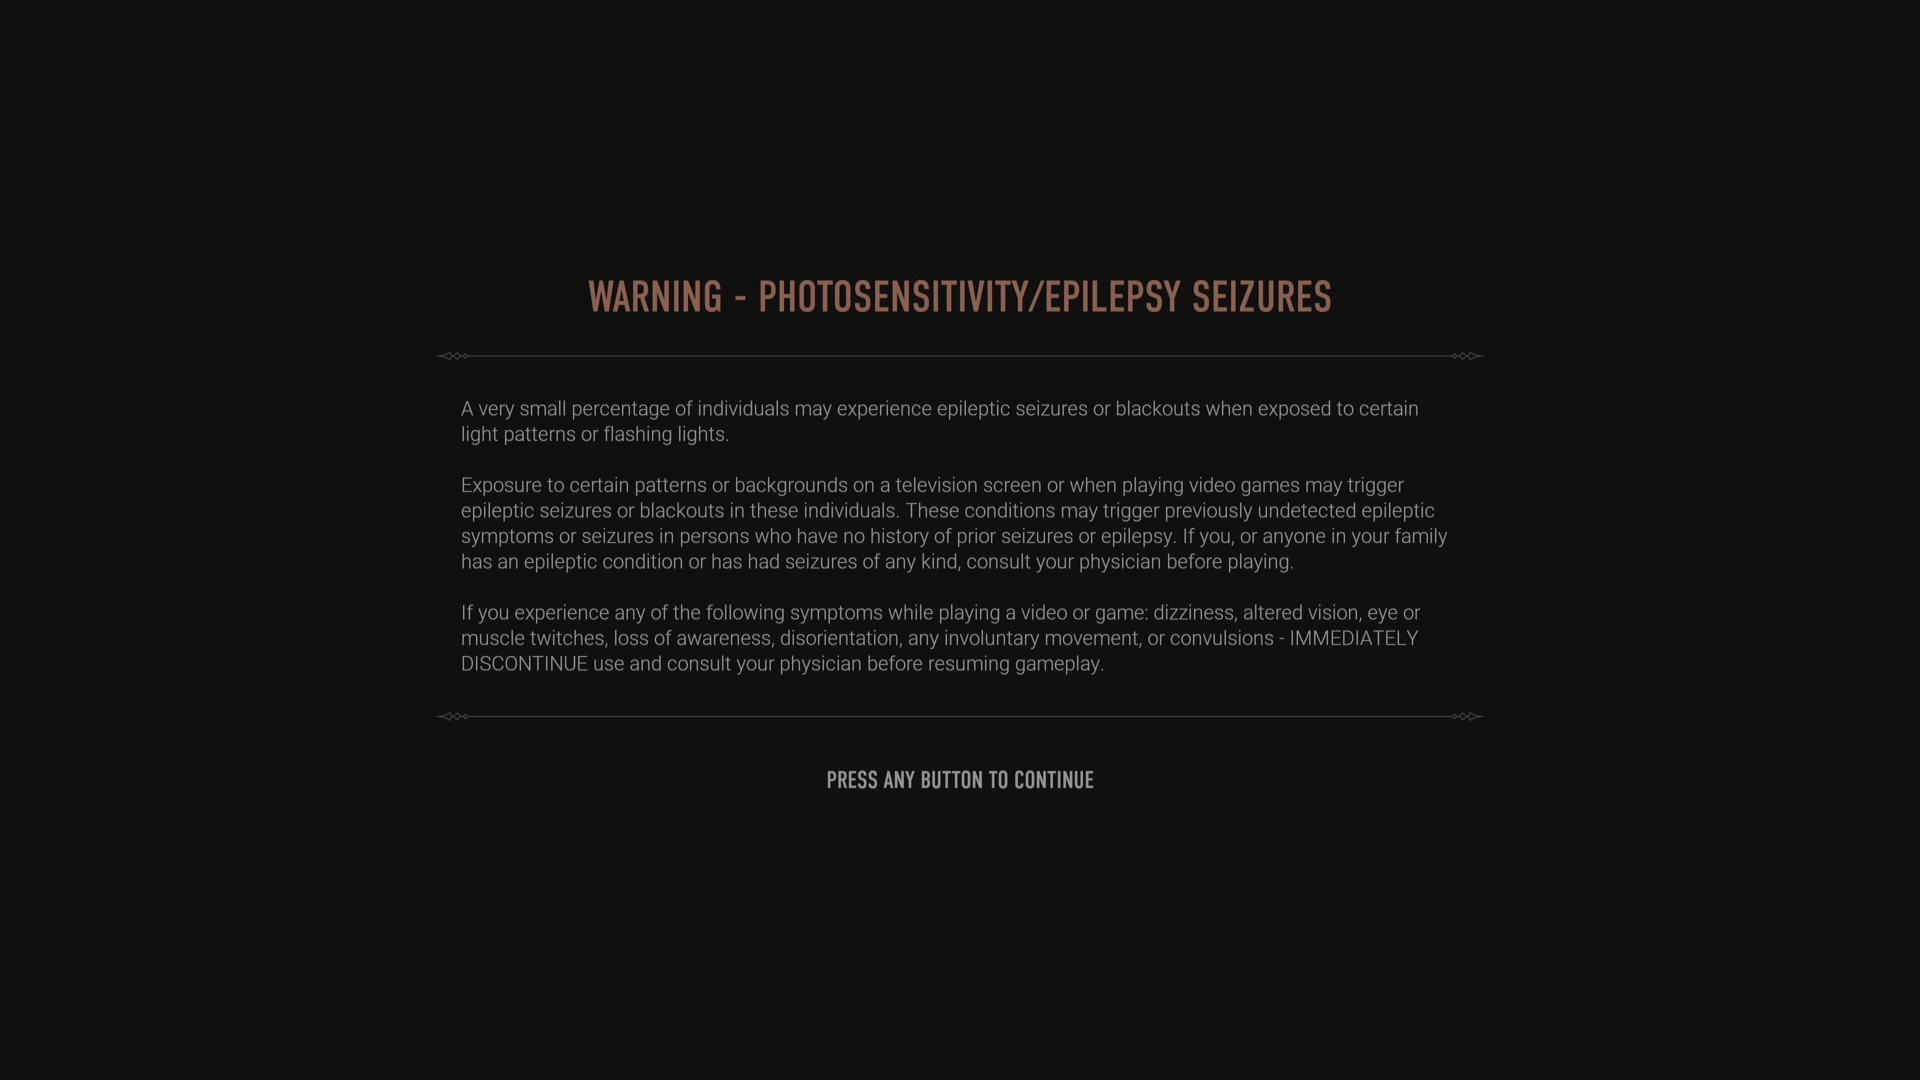 WARNING - PHOTOSENSITIVITY/EPILEPSY SEIZURES
A very small percentage of individuals may experience epileptic seizures or blackouts when exposed to certain
light patterns or flashing lights.
Exposure to certain patterns or backgrounds on a television screen or when playing video games may trigger
epileptic seizures or blackouts in these individuals. These conditions may trigger previously undetected epileptic
symptoms or seizures in persons who have no history of prior seizures or epilepsy. If you, or anyone in your family
has an epileptic condition or has had seizures of any kind, consult your physician before playing.
If you experience any of the following symptoms while playing a video or game: dizziness, altered vision, eye or
muscle twitches, loss of awareness, disorientation, any involuntary movement, or convulsions - IMMEDIATELY
DISCONTINUE use and consult your physician before resuming gameplay.
PRESS ANY BUTTON TO CONTINUE